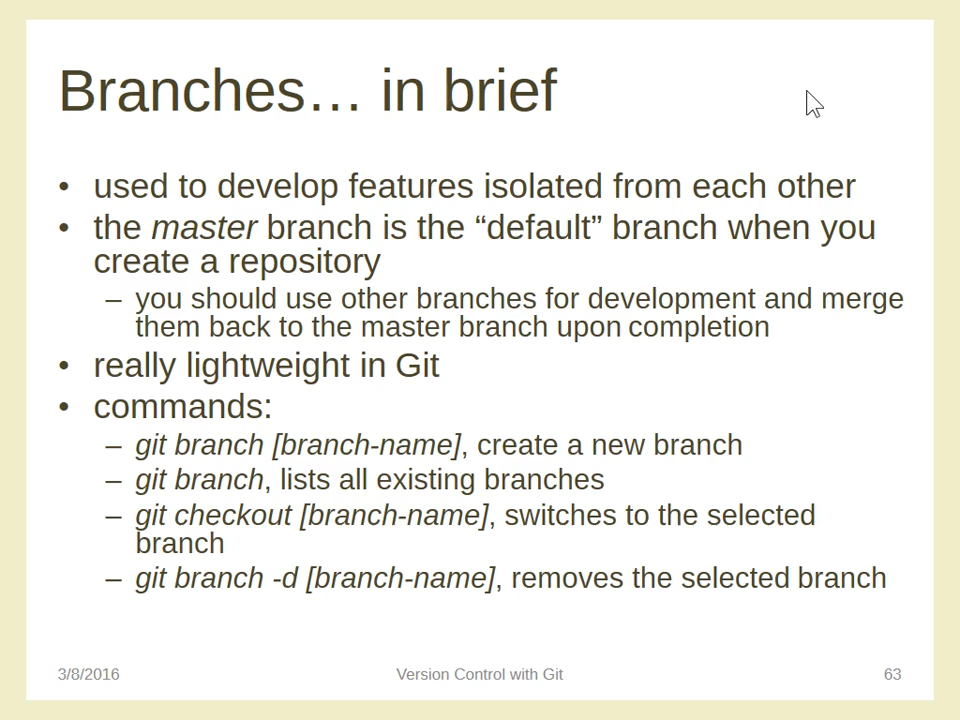 Branches… in brief
• used to develop features isolated from each other
• the master branch is the “default” branch when you
create a repository
– you should use other branches for development and merge
them back to the master branch upon completion
• really lightweight in Git
• commands:
– git branch [branch-name], create a new branch
– git branch, lists all existing branches
– git checkout [branch-name], switches to the selected
branch
– git branch -d [branch-name], removes the selected branch
3/8/2016
Version Control with Git
63